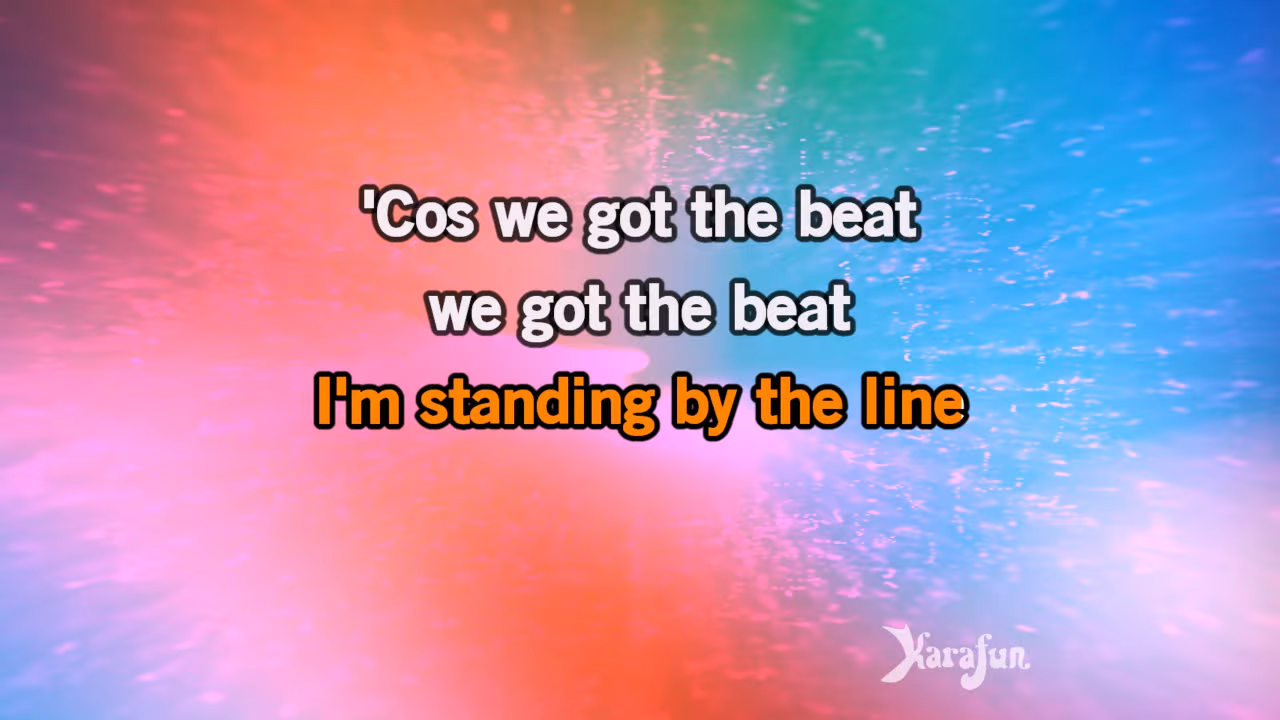 'Cos we got the beat
we got the beat
I'm standing by the line
Karafun